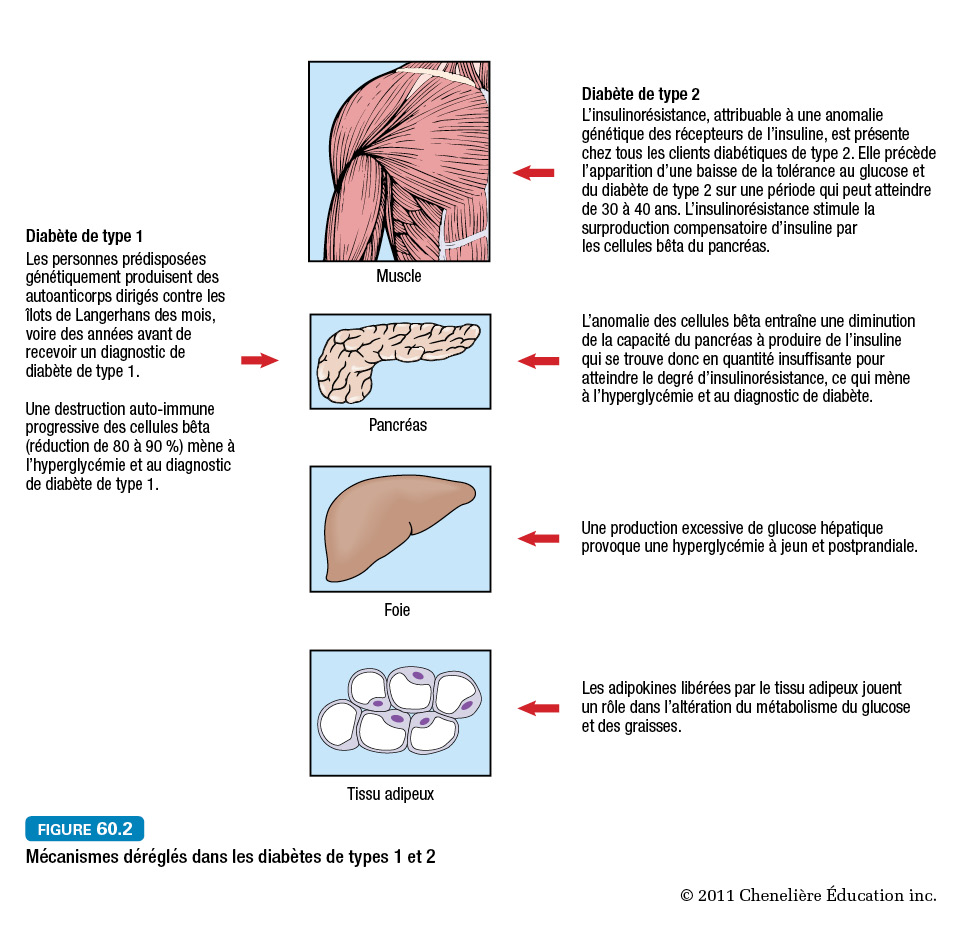 Diabète de type 1
Les personnes prédisposées
génétiquement produisent des
autoanticorps dirigés contre les
îlots de Langerhans des mois,
voire des années avant de
recevoir un diagnostic de
diabète de type 1.
Une destruction auto-immune
progressive des cellules bêta
(réduction de 80 à 90 %) mène à
l’hyperglycémie et au diagnostic
de diabète de type 1.
Muscle
Pancréas
Foie
Tissu adipeux
Diabète de type 2
L’insulinorésistance, attribuable à une anomalie
génétique des récepteurs de l’insuline, est présente
chez tous les clients diabétiques de type 2. Elle précède
l’apparition d’une baisse de la tolérance au glucose et
du diabète de type 2 sur une période qui peut atteindre
de 30 à 40 ans. L’insulinorésistance stimule la
surproduction compensatoire d’insuline par
les cellules bêta du pancréas.
L’anomalie des cellules bêta entraîne une diminution
de la capacité du pancréas à produire de l’insuline
qui se trouve donc en quantité insuffisante pour
atteindre le degré d’insulinorésistance, ce qui mène
à l’hyperglycémie et au diagnostic de diabète.
Une production excessive de glucose hépatique
provoque une hyperglycémie à jeun et postprandiale.
Les adipokines libérées par le tissu adipeux jouent
un rôle dans l’altération du métabolisme du glucose
et des graisses.
FIGURE 60.2
Mécanismes déréglés dans les diabètes de types 1 et 2
© 2011 Chenelière Éducation inc.